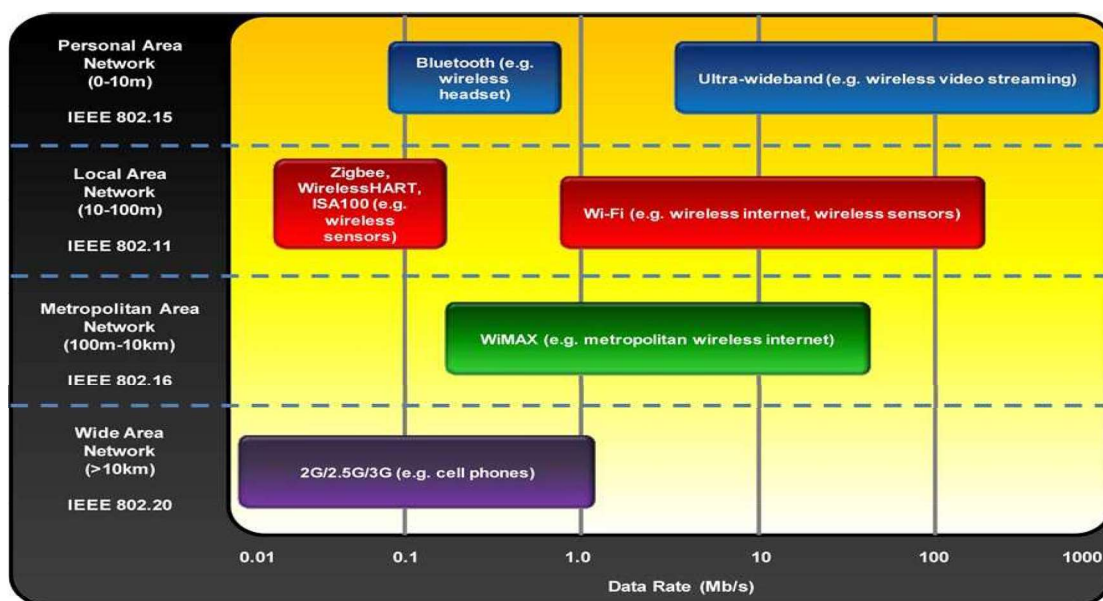 Personal Area
Network
(0-10m)
IEEE 802.15
Bluetooth (e.g.
wireless
headset)
Ultra-wideband (e.g. wireless video streaming)
Local Area
Network
(10-100m)
IEEE 802.11
Zigbee,
WirelessHART,
ISA100 (e.g.
wireless
sensors)
Wi-Fi (e.g. wireless internet, wireless sensors)
Metropolitan Area
Network
(100m-10km)
IEEE 802.16
WiMAX (e.g. metropolitan wireless internet)
Wide Area
Network
(>10km)
IEEE 802.20
2G/2.5G/3G (e.g. cell phones)
0.01 0.1 1.0 10 100 1000
Data Rate (Mb/s)